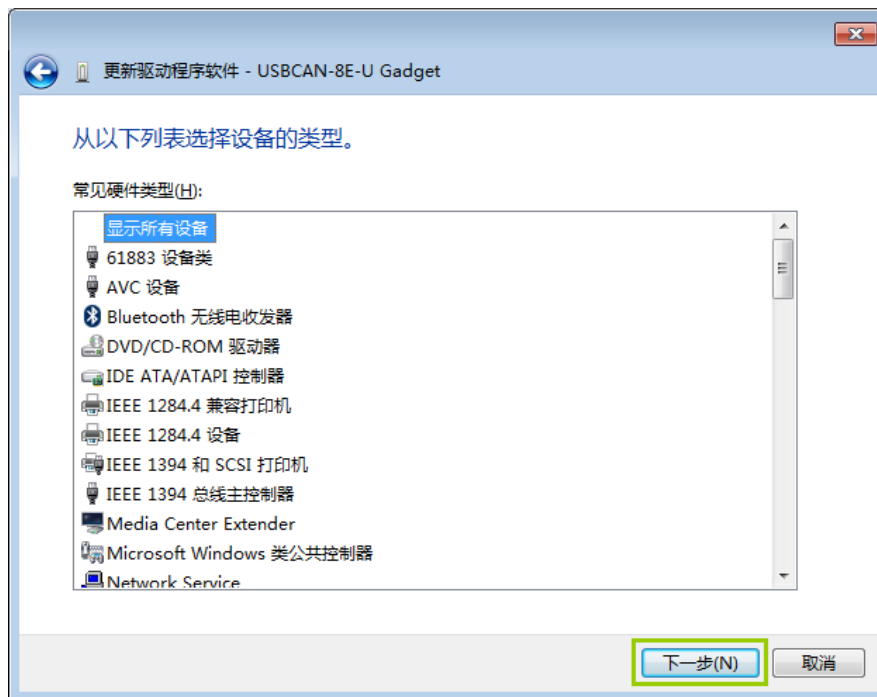 更新驱动程序软件 - USBCAN-8E-U Gadget
从以下列表选择设备的类型。
常见硬件类型(H):
显示所有设备
61883 设备类
AVC 设备
Bluetooth 无线电收发器
DVD/CD-ROM 驱动器
IDE ATA/ATAPI 控制器
IEEE 1284.4 兼容打印机
IEEE 1284.4 设备
IEEE 1394 和 SCSI 打印机
IEEE 1394 总线主控制器
Media Center Extender
Microsoft Windows 类公共控制器
Network Service
下一步(N) 取消